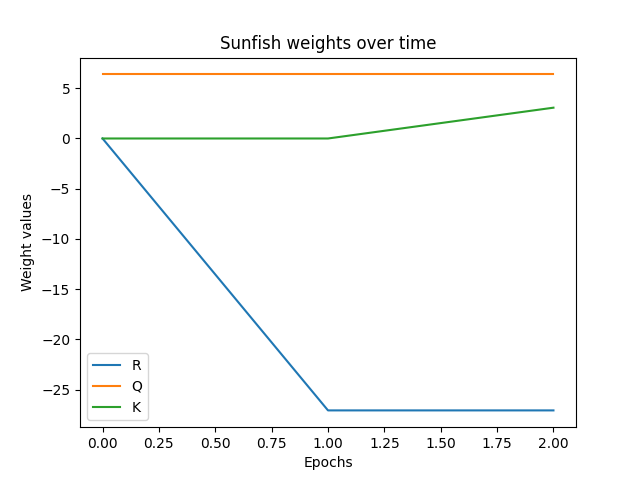 Sunfish weights over time
Weight values
5
0
−5
−10
−15
−20
−25
R
Q
K
0.00 0.25 0.50 0.75 1.00 1.25 1.50 1.75 2.00
Epochs